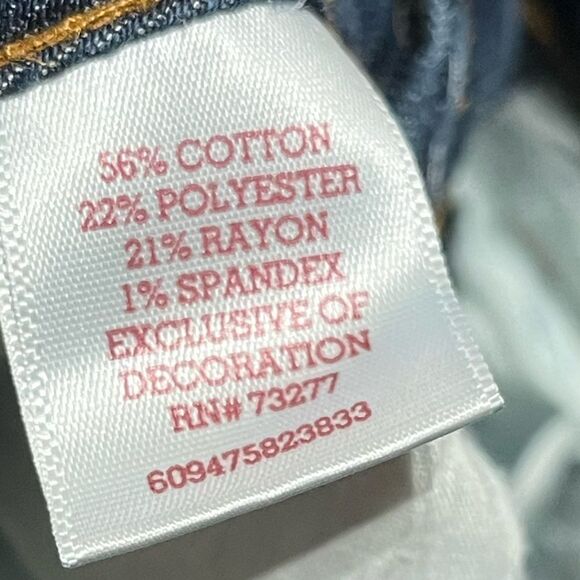 56% COTTON
22% POLYESTER
21% RAYON
1% SPANDEX
EXCLUSIVE OF
DECORATION
RN# 73277
609475823833